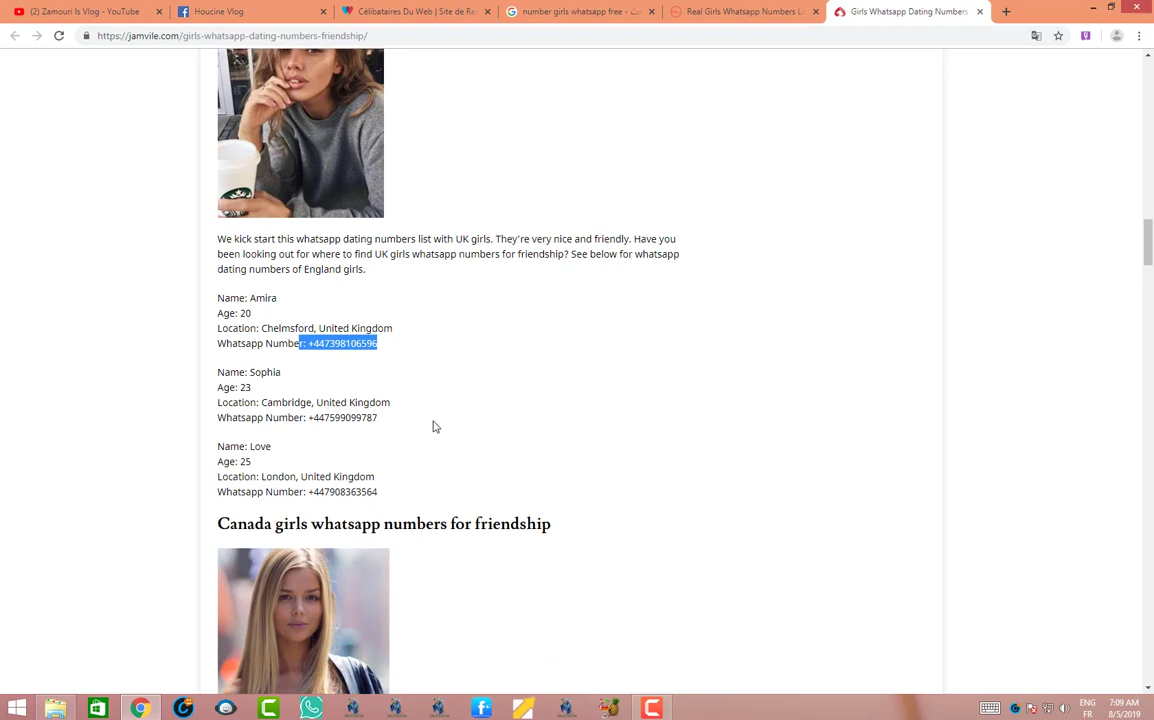 (2) Zamouri Is Vlog - YouTube
Houcine Vlog
Célibataires Du Web | Site de Re
number girls whatsapp free -
Real Girls Whatsapp Numbers Li
Girls Whatsapp Dating Numbers
https://jamvile.com/girls-whatsapp-dating-numbers-friendship/
We kick start this whatsapp dating numbers list with UK girls. They're very nice and friendly. Have you
been looking out for where to find UK girls whatsapp numbers for friendship? See below for whatsapp
dating numbers of England girls.
Name: Amira
Age: 20
Location: Chelmsford, United Kingdom
Whatsapp Number: +447398106596
Name: Sophia
Age: 23
Location: Cambridge, United Kingdom
Whatsapp Number: +447599099787
Name: Love
Age: 25
Location: London, United Kingdom
Whatsapp Number: +447908363564
Canada girls whatsapp numbers for friendship
ENG
FR
7:09 AM
8/5/2019